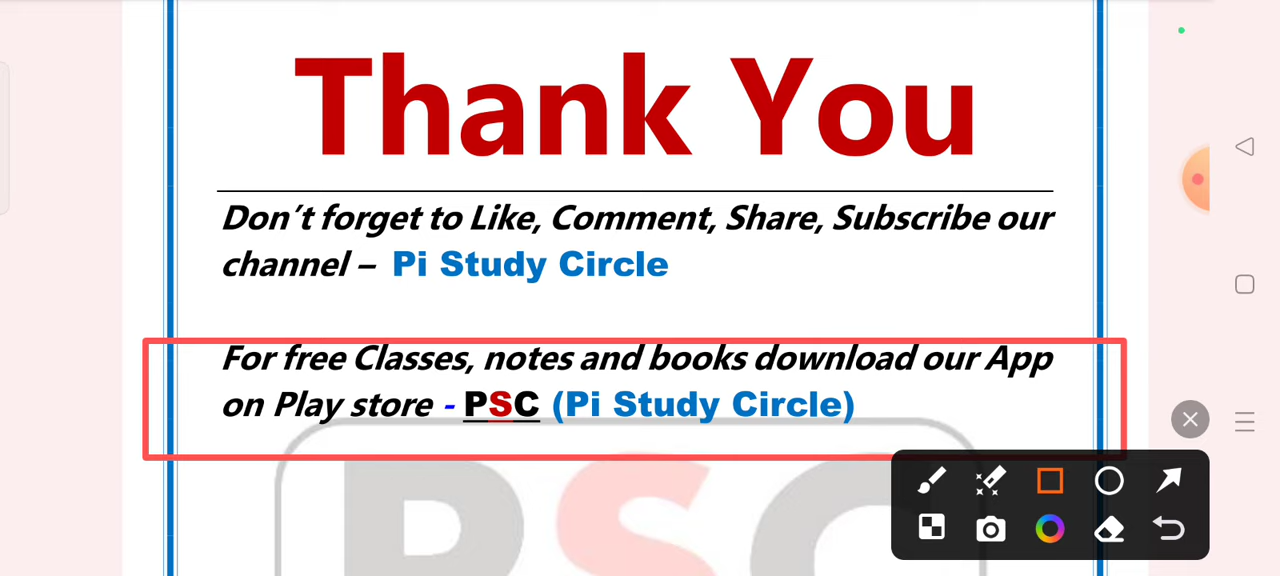 Thank You
Don’t forget to Like, Comment, Share, Subscribe our
channel – Pi Study Circle
For free Classes, notes and books download our App
on Play store - PSC (Pi Study Circle)
PSC